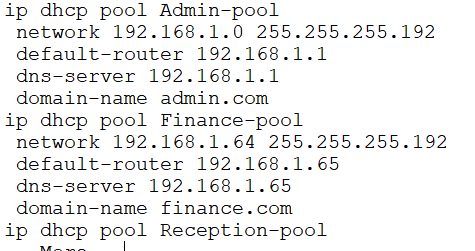 ip dhcp pool Admin-pool
network 192.168.1.0 255.255.255.192
default-router 192.168.1.1
dns-server 192.168.1.1
domain-name admin.com
ip dhcp pool Finance-pool
network 192.168.1.64 255.255.255.192
default-router 192.168.1.65
dns-server 192.168.1.65
domain-name finance.com
ip dhcp pool Reception-pool
More